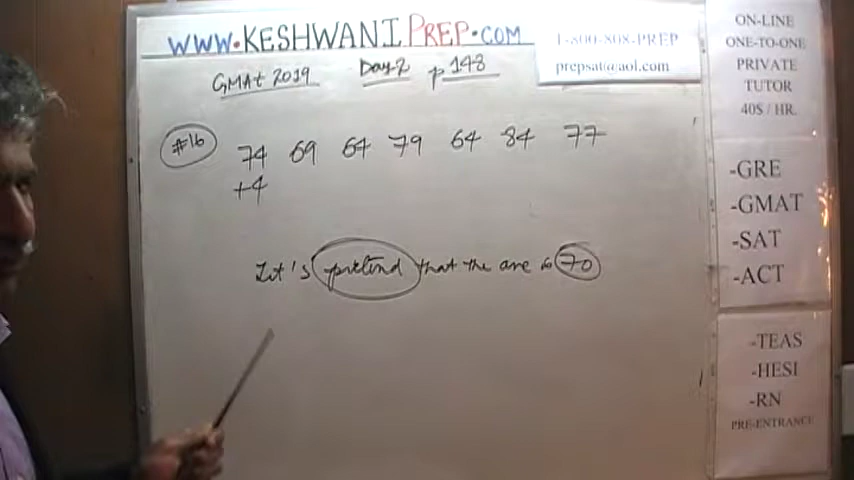 WWW.KESHWANIPREP.COM
1-800-808-PREP
prepsat@aol.com
GMAt 2019 Day-2 p 148
#16
74 69 64 79 64 84 77
+4
Let's pretend that the ave is 70
ON-LINE
ONE-TO-ONE
PRIVATE
TUTOR
40$ / HR.
-GRE
-GMAT
-SAT
-ACT
-TEAS
-HESI
-RN
PRE-ENTRANCE